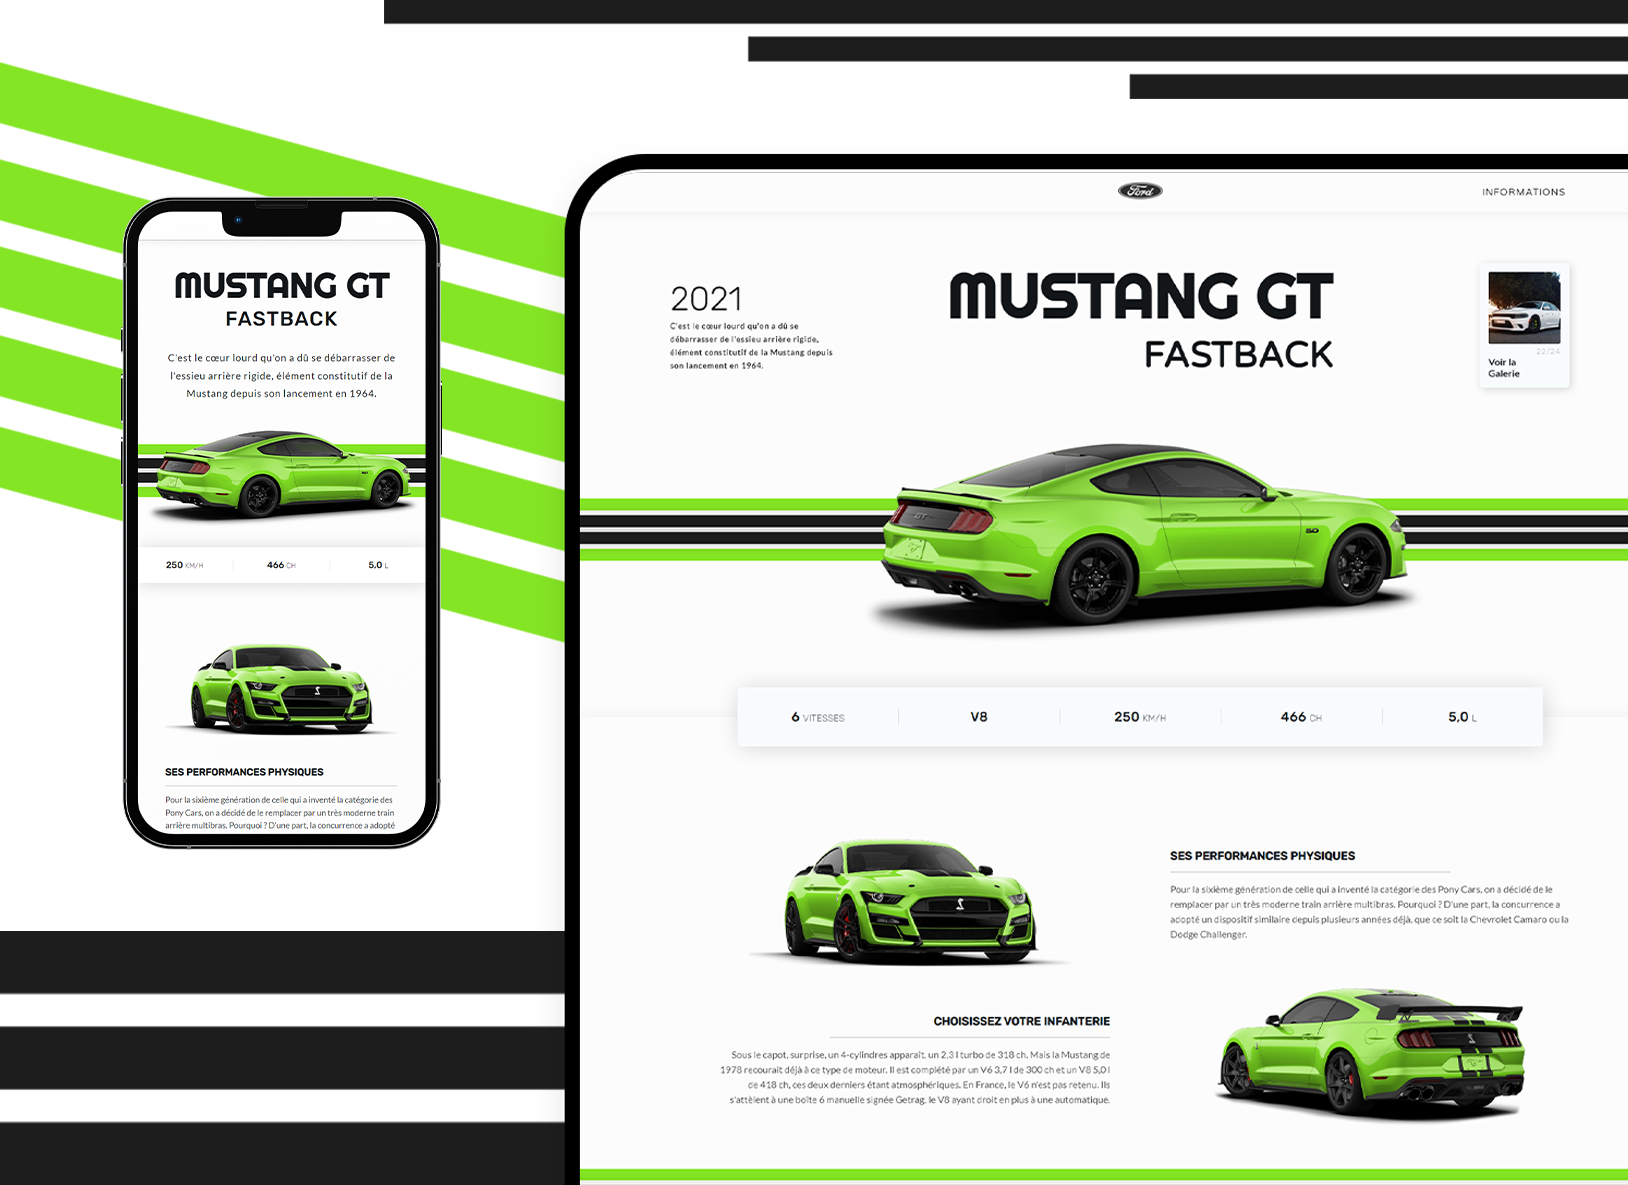 MUSTANG GT
FASTBACK
C'est le cœur lourd qu'on a dû se débarrasser de
l'essieu arrière rigide, élément constitutif de la
Mustang depuis son lancement en 1964.
250 KM/H
466 CH
5,0 L
SES PERFORMANCES PHYSIQUES
Pour la sixième génération de celle qui a inventé la catégorie des
Pony Cars, on a décidé de le remplacer par un très moderne train
arrière multibras. Pourquoi ? D'une part, la concurrence a adopté
Ford
INFORMATIONS
2021
C'est le cœur lourd qu'on a dû se
débarrasser de l'essieu arrière rigide,
élément constitutif de la Mustang depuis
son lancement en 1964.
MUSTANG GT
FASTBACK
22/24
Voir la
Galerie
GT
5.0
6 VITESSES
V8
250 KM/H
466 CH
5,0 L
SES PERFORMANCES PHYSIQUES
Pour la sixième génération de celle qui a inventé la catégorie des Pony Cars, on a décidé de le
remplacer par un très moderne train arrière multibras. Pourquoi ? D'une part, la concurrence a
adopté un dispositif similaire depuis plusieurs années déjà, que ce soit la Chevrolet Camaro ou la
Dodge Challenger.
CHOISISSEZ VOTRE INFANTERIE
Sous le capot, surprise, un 4-cylindres apparaît, un 2,3 l turbo de 318 ch. Mais la Mustang de
1978 recourait déjà à ce type de moteur. Il est complété par un V6 3,7 l de 300 ch et un V8 5,0 l
de 418 ch, ces deux derniers étant atmosphériques. En France, le V6 n'est pas retenu. Ils
s'attèlent à une boîte 6 manuelle signée Getrag, le V8 ayant droit en plus à une automatique.